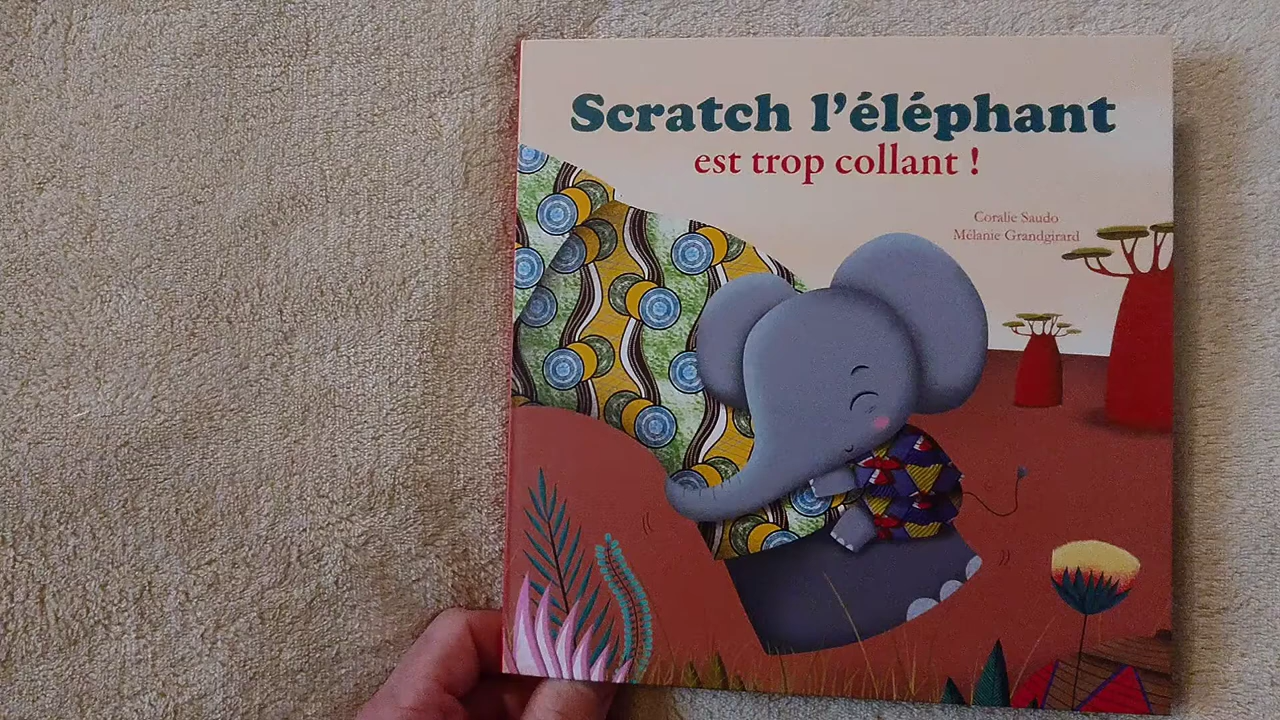 Scratch l'éléphant
est trop collant !
Coralie Saudo
Mélanie Grandgirard